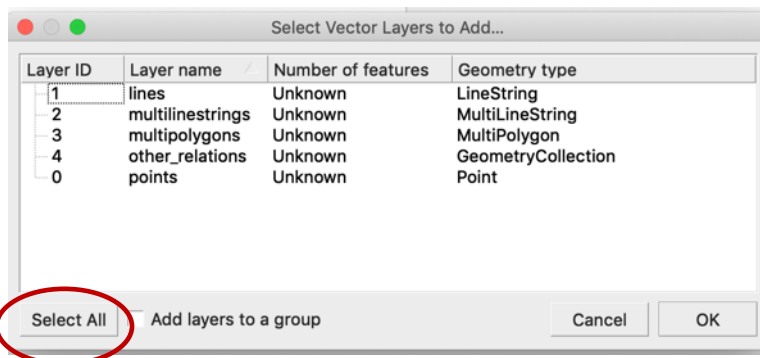 Select Vector Layers to Add...
Layer ID Layer name Number of features Geometry type
1 lines Unknown LineString
2 multilinestrings Unknown MultiLineString
3 multipolygons Unknown MultiPolygon
4 other_relations Unknown GeometryCollection
0 points Unknown Point
Select All Add layers to a group Cancel OK